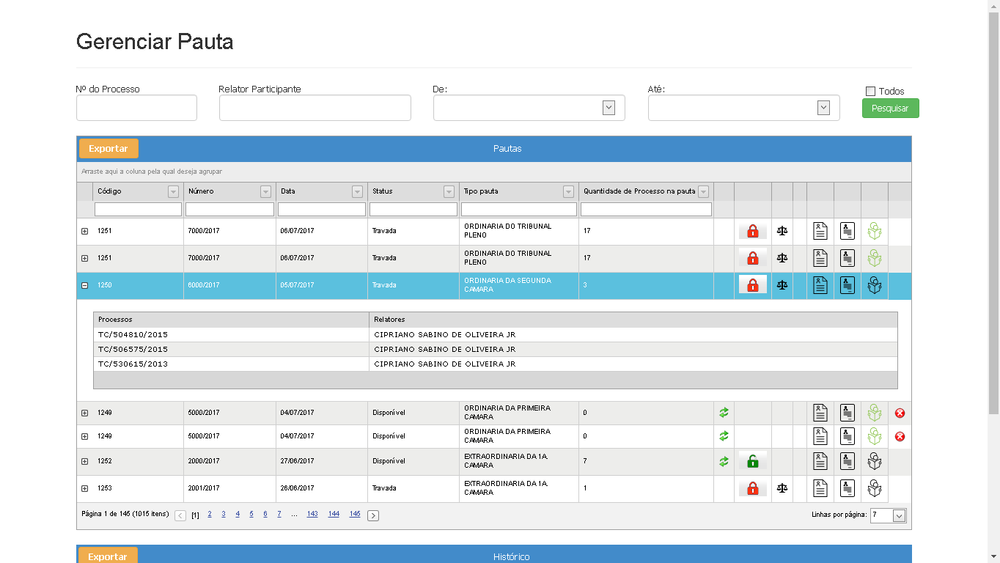 Gerenciar Pauta
Nº do Processo
Relator Participante
De:
Até:
Todos
Pesquisar
Exportar
Pautas
Arraste aqui a coluna pela qual deseja agrupar
Código Número Data Status Tipo pauta Quantidade de Processo na pauta
1251 7000/2017 06/07/2017 Travada ORDINARIA DO TRIBUNAL PLENO 17
1251 7000/2017 06/07/2017 Travada ORDINARIA DO TRIBUNAL PLENO 17
1250 6000/2017 05/07/2017 Travada ORDINARIA DA SEGUNDA CAMARA 3
Processos Relatores
TC/504810/2015 CIPRIANO SABINO DE OLIVEIRA JR
TC/506575/2015 CIPRIANO SABINO DE OLIVEIRA JR
TC/530615/2013 CIPRIANO SABINO DE OLIVEIRA JR
1249 5000/2017 04/07/2017 Disponível ORDINARIA DA PRIMEIRA CAMARA 0
1249 5000/2017 04/07/2017 Disponível ORDINARIA DA PRIMEIRA CAMARA 0
1252 2000/2017 27/06/2017 Disponível EXTRAORDINARIA DA 1A. CAMARA 7
1253 2001/2017 26/06/2017 Travada EXTRAORDINARIA DA 1A. CAMARA 1
Página 1 de 145 (1015 itens) [1] 2 3 4 5 6 7 ... 143 144 145 Linhas por página: 7
Exportar
Histórico